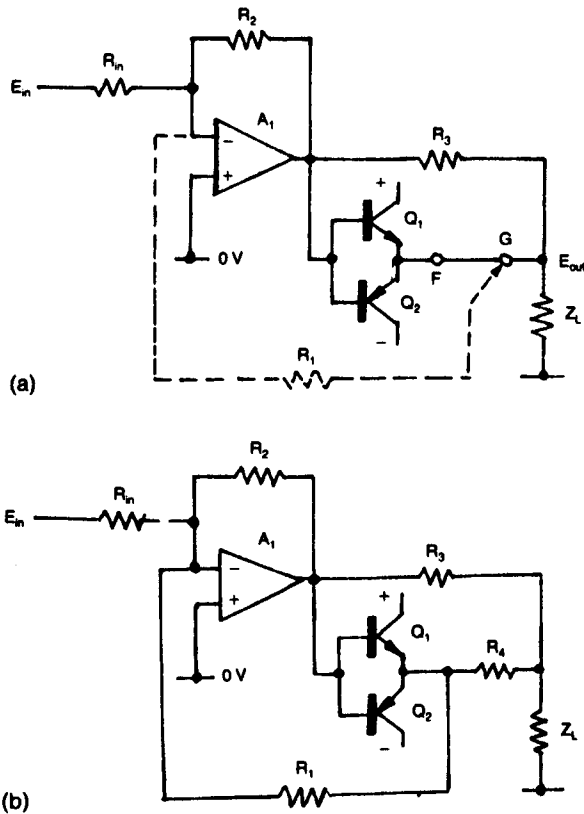 R2
Rin
Ein
A1
−
+
R3
+
Q1
G
Eout
0 V
F
Q2
ZL
−
R1
(a)
R2
Rin
Ein
A1
−
+
R3
+
Q1
R4
0 V
Q2
ZL
−
R1
(b)